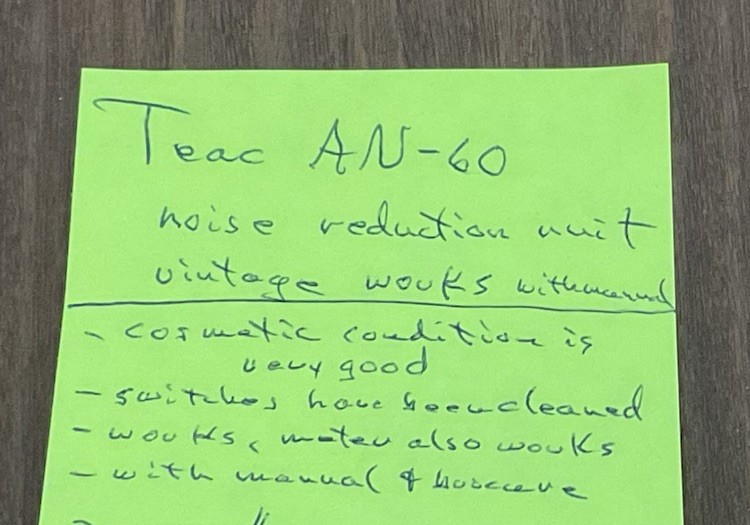 Teac AN-60
noise reduction unit
vintage works with manual
- cosmetic condition is
very good
- switches have been cleaned
- works, meter also works
- with manual &